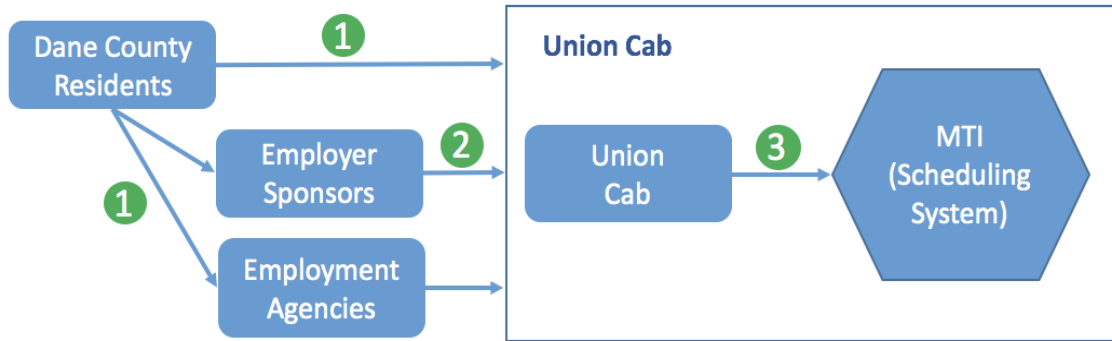 Dane County
Residents
1
Union Cab
Employer
Sponsors
2
1
Union
Cab
3
MTI
(Scheduling
System)
Employment
Agencies